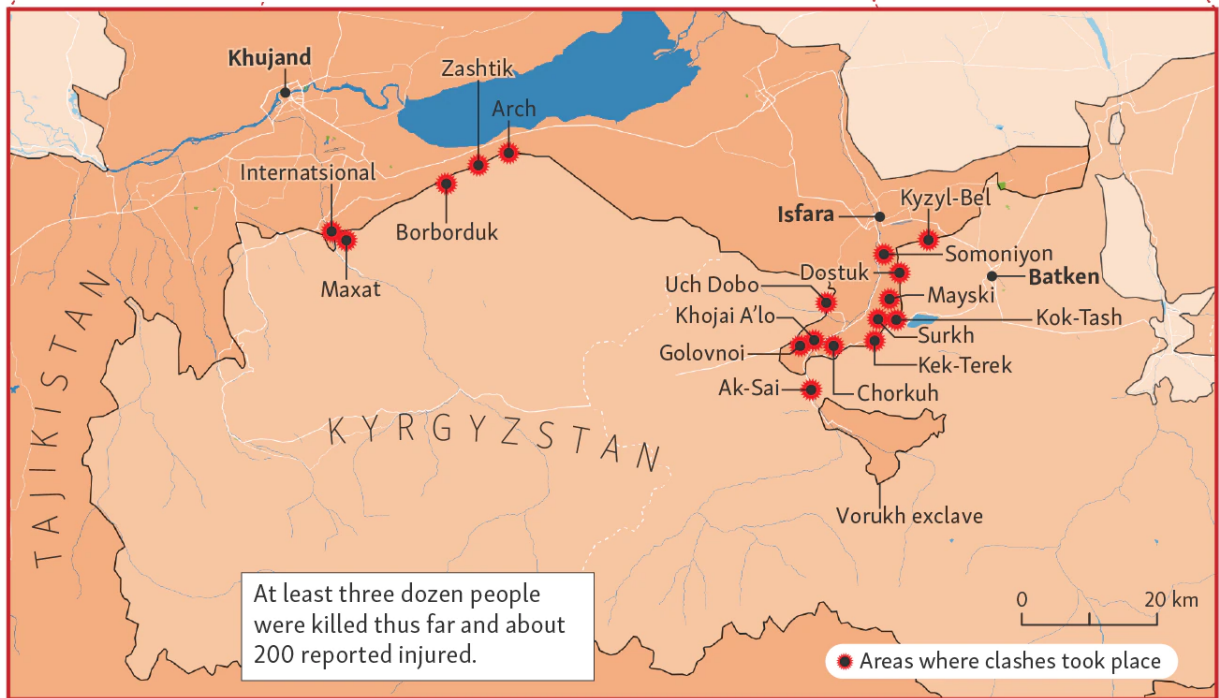 Khujand
Zashtik
Arch
Internatsional
Borborduk
Maxat
Isfara
Kyzyl-Bel
Somoniyon
Dostuk
Batken
Uch Dobo
Mayski
Khojai A’lo
Kok-Tash
Surkh
Golovnoi
Kek-Terek
Ak-Sai
Chorkuh
TAJIKISTAN
KYRGYZSTAN
Vorukh exclave
At least three dozen people
were killed thus far and about
200 reported injured.
0 20 km
Areas where clashes took place